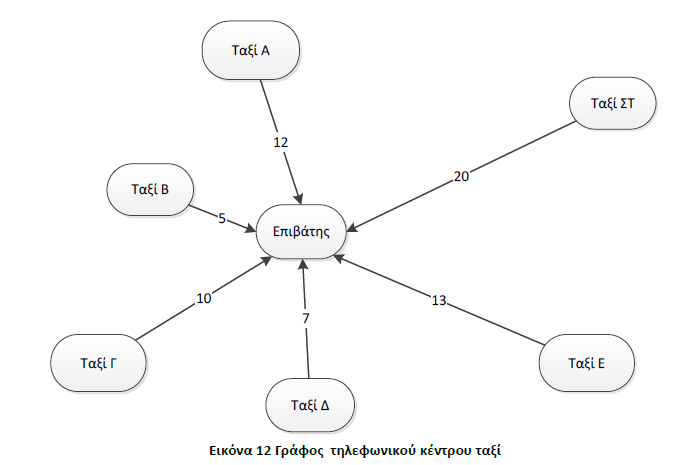 Ταξί Α
Ταξί ΣΤ
12
20
Ταξί Β
5
Επιβάτης
10
7
13
Ταξί Γ
Ταξί Δ
Ταξί Ε
Εικόνα 12 Γράφος τηλεφωνικού κέντρου ταξί